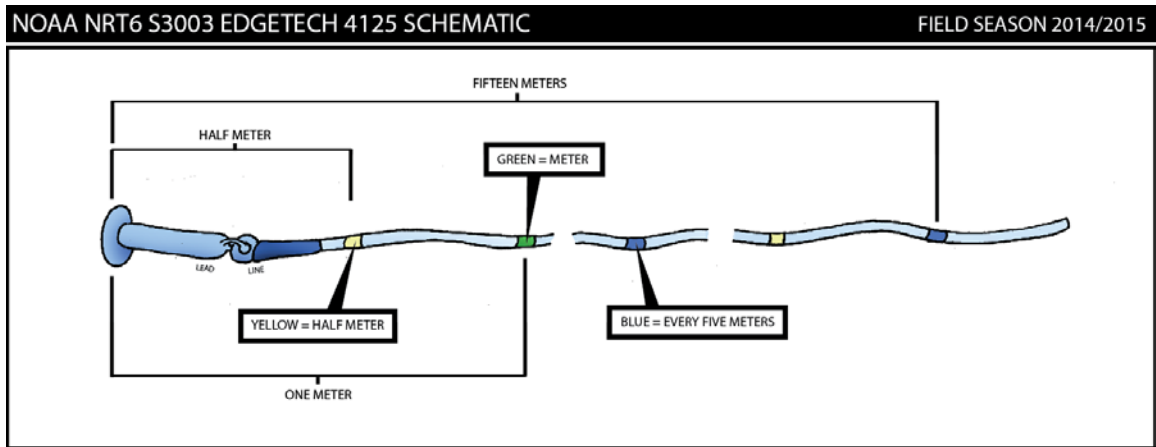 NOAA NRT6 S3003 EDGETECH 4125 SCHEMATIC
FIELD SEASON 2014/2015
FIFTEEN METERS
HALF METER
GREEN = METER
LEAD
LINE
YELLOW = HALF METER
BLUE = EVERY FIVE METERS
ONE METER